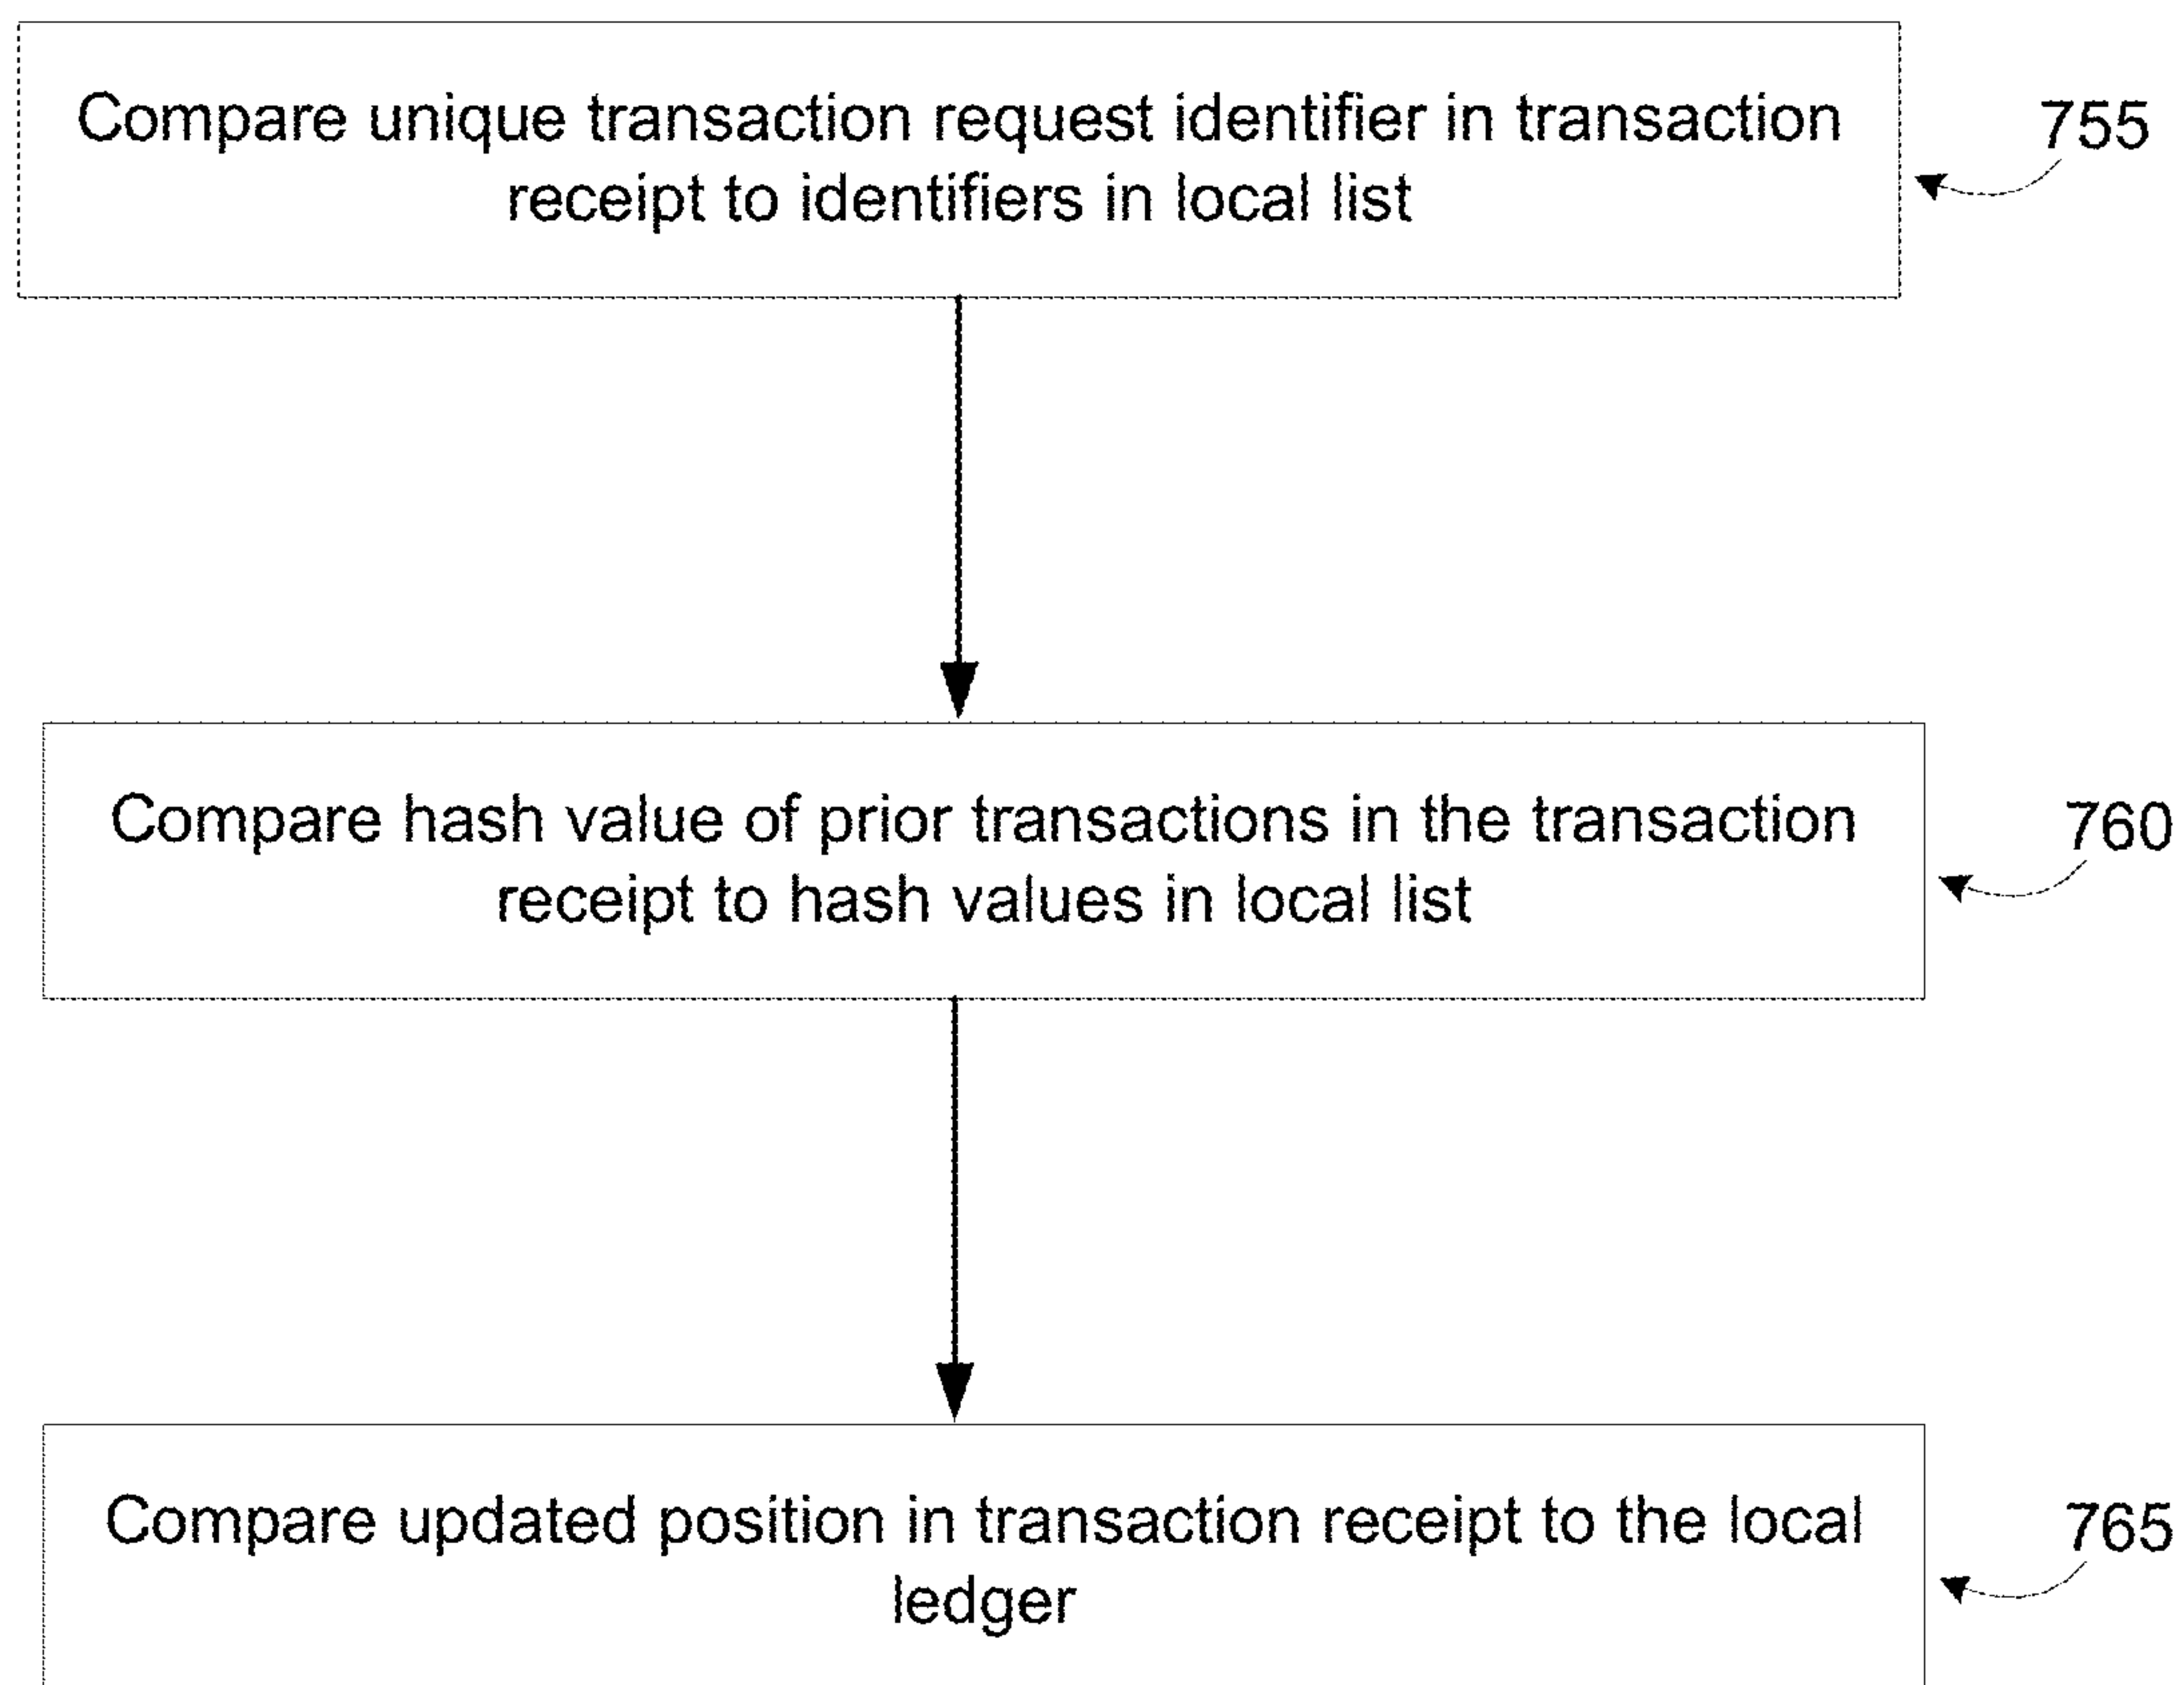 Compare unique transaction request identifier in transaction
receipt to identifiers in local list
755
Compare hash value of prior transactions in the transaction
receipt to hash values in local list
760
Compare updated position in transaction receipt to the local
ledger
765